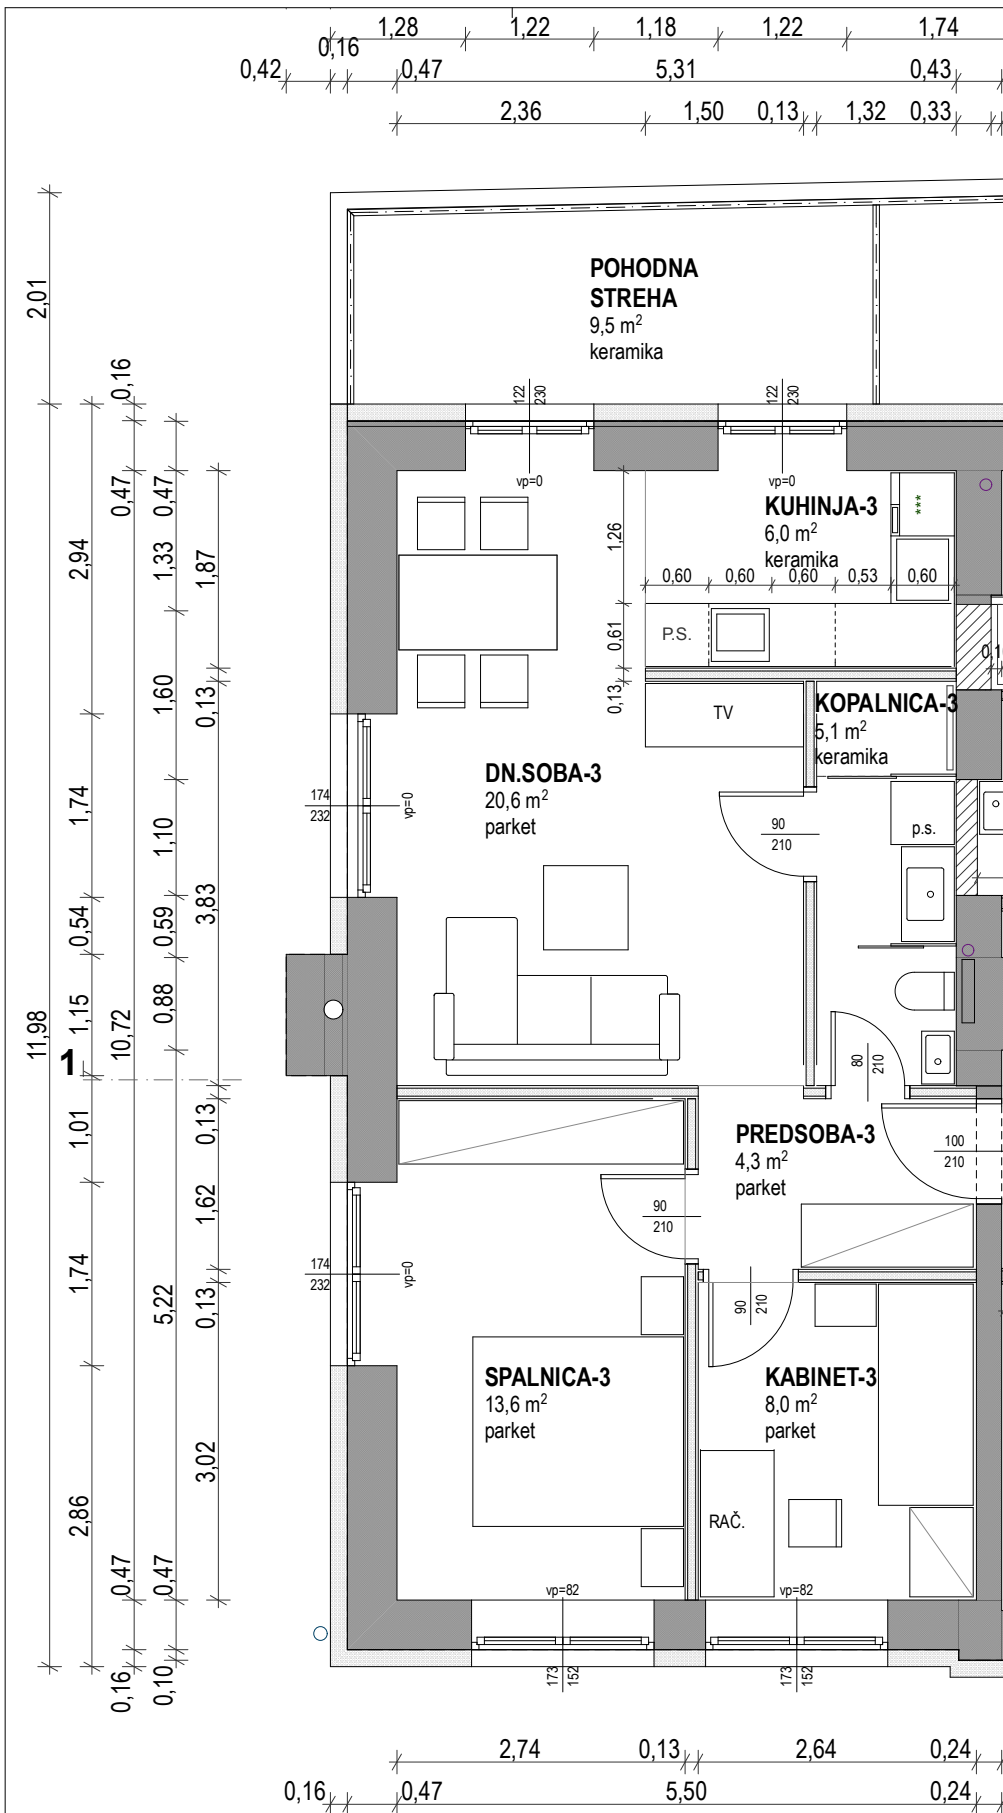 1,28 1,22 1,18 1,22 1,74
0,16
0,42 0,47 5,31 0,43
2,36 1,50 0,13 1,32 0,33
2,01
POHODNA
STREHA
9,5 m²
keramika
0,16
122 230
122 230
vp=0
vp=0
0,47 0,47
KUHINJA-3
6,0 m²
keramika
***
2,94 1,33 1,87
1,26
0,60 0,60 0,60 0,53 0,60
0,61
P.S.
1,60 0,13 0,13
TV
KOPALNICA-3
5,1 m²
keramika
DN.SOBA-3
20,6 m²
parket
174
232
vp=0
90
210
p.s.
1,74 1,10
0,54 0,59 3,83
11,98 1,15 10,72 0,88
1
80 210
1,01 0,13
PREDSOBA-3
4,3 m²
parket
100
210
1,62
90
210
174
232
vp=0
1,74 5,22 0,13
90 210
SPALNICA-3
13,6 m²
parket
KABINET-3
8,0 m²
parket
3,02
2,86
RAČ.
0,47 0,47
vp=82
vp=82
0,16 0,10
173 152
173 152
2,74 0,13 2,64 0,24
0,16 0,47 5,50 0,24